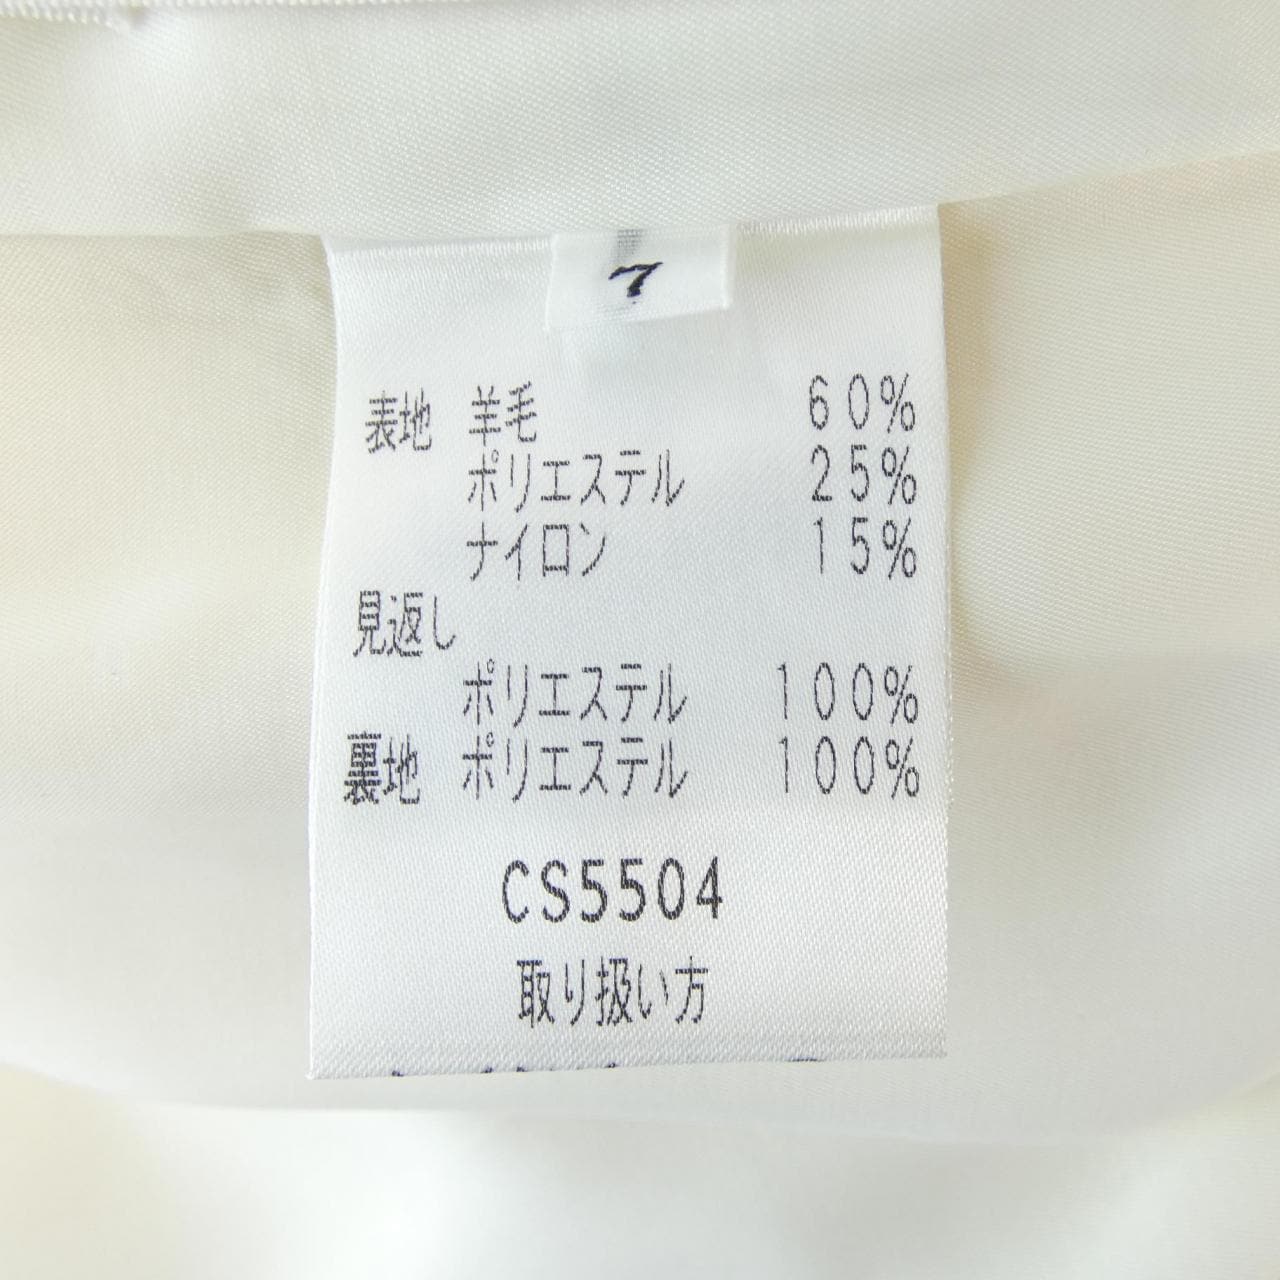 7
表地 羊毛 60%
ポリエステル 25%
ナイロン 15%
見返し
ポリエステル 100%
裏地 ポリエステル 100%
CS5504
取り扱い方